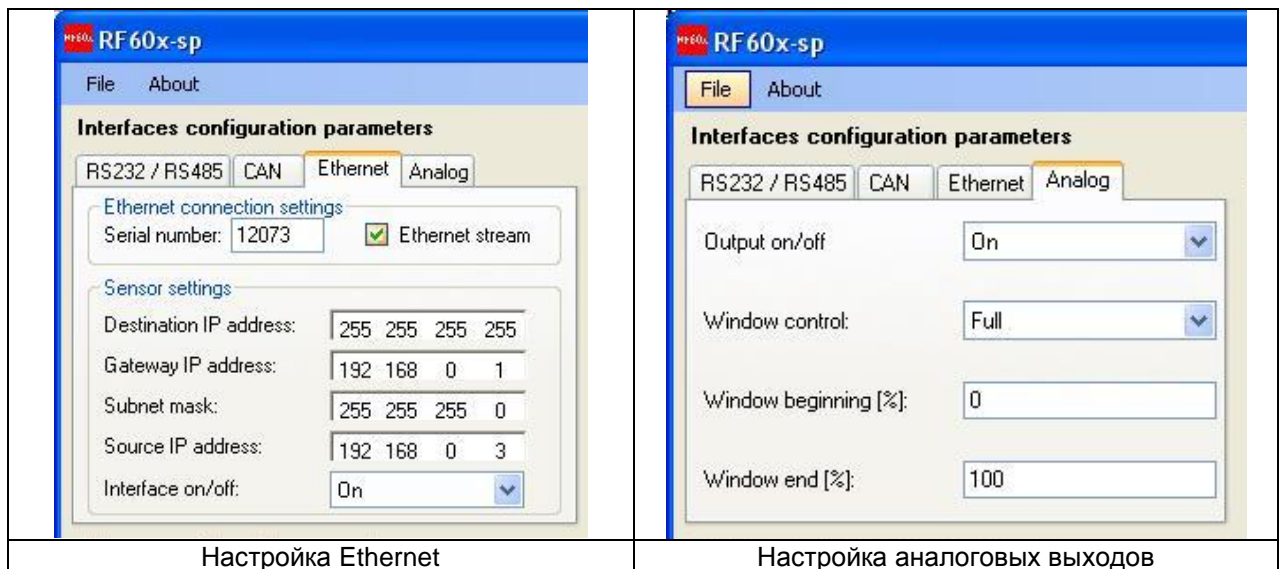 RF60x-sp
File About
Interfaces configuration parameters
RS232 / RS485 CAN Ethernet Analog
Ethernet connection settings
Serial number: 12073 Ethernet stream
Sensor settings
Destination IP address: 255 255 255 255
Gateway IP address: 192 168 0 1
Subnet mask: 255 255 255 0
Source IP address: 192 168 0 3
Interface on/off: On
Настройка Ethernet
RF60x-sp
File About
Interfaces configuration parameters
RS232 / RS485 CAN Ethernet Analog
Output on/off On
Window control: Full
Window beginning [%]: 0
Window end [%]: 100
Настройка аналоговых выходов